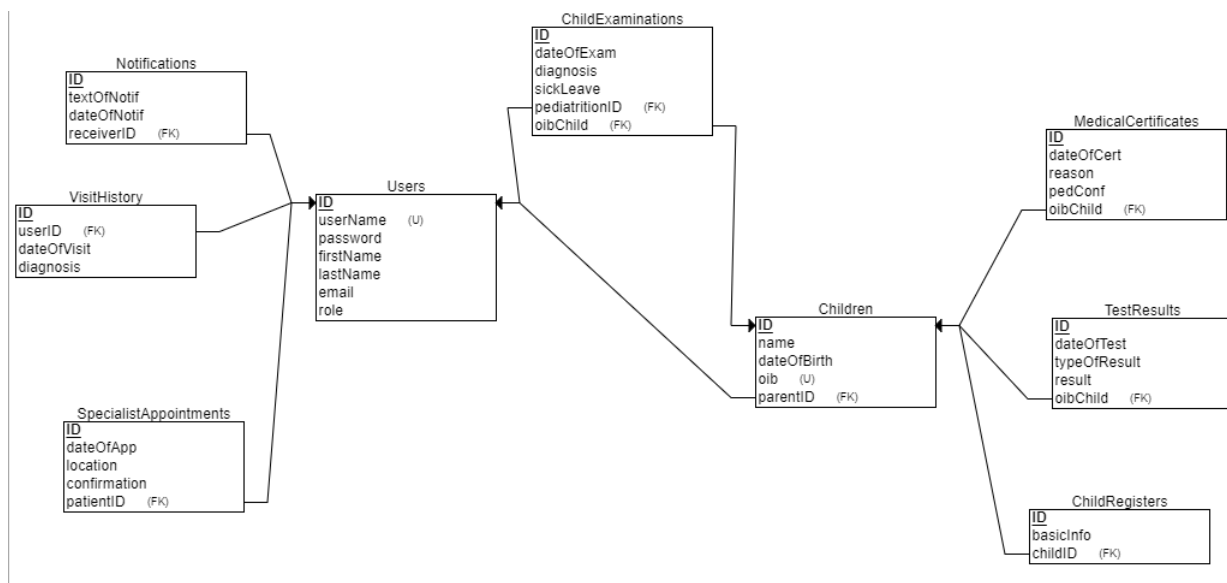 Notifications
ID
textOfNotif
dateOfNotif
receiverID (FK)
VisitHistory
ID
userID (FK)
dateOfVisit
diagnosis
SpecialistAppointments
ID
dateOfApp
location
confirmation
patientID (FK)
Users
ID
userName (U)
password
firstName
lastName
email
role
ChildExaminations
ID
dateOfExam
diagnosis
sickLeave
pediatritionID (FK)
oibChild (FK)
Children
ID
name
dateOfBirth
oib (U)
parentID (FK)
MedicalCertificates
ID
dateOfCert
reason
pedConf
oibChild (FK)
TestResults
ID
dateOfTest
typeOfResult
result
oibChild (FK)
ChildRegisters
ID
basicInfo
childID (FK)